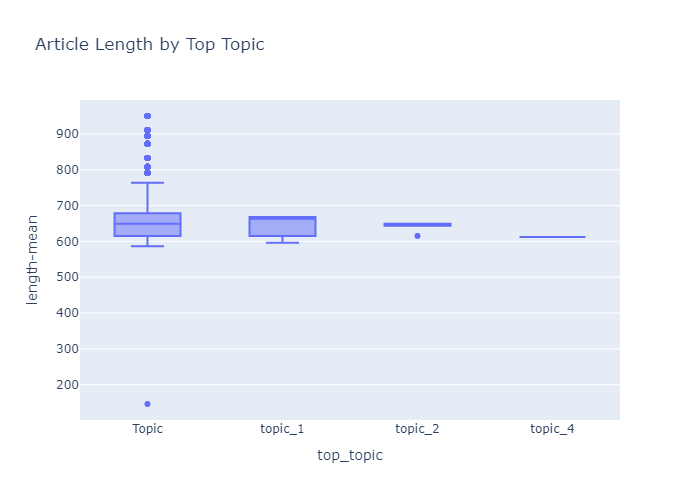 Article Length by Top Topic
900
800
700
600
500
400
300
200
length-mean
Topic
topic_1
topic_2
topic_4
top_topic